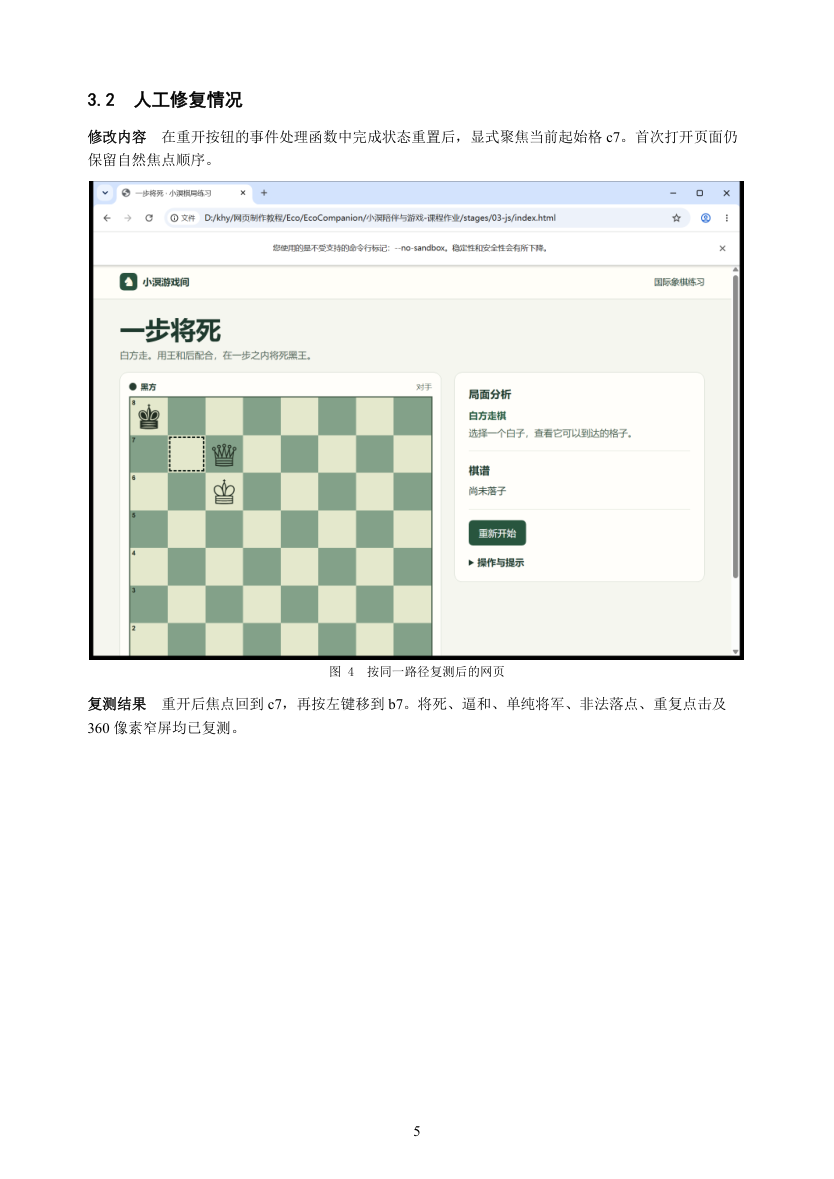 3.2 人工修复情况
修改内容 在重开按钮的事件处理函数中完成状态重置后，显式聚焦当前起始格 c7。首次打开页面仍
保留自然焦点顺序。
一步将死 · 小溟棋局练习
文件 D:/khy/网页制作教程/Eco/EcoCompanion/小溟陪伴与游戏-课程作业/stages/03-js/index.html
您使用的是不受支持的命令行标记：--no-sandbox。稳定性和安全性会有所下降。
小溟游戏间
国际象棋练习
一步将死
白方走。用王和后配合，在一步之内将死黑王。
黑方 对手
8
7
6
5
4
3
2
局面分析
白方走棋
选择一个白子，查看它可以到达的格子。
棋谱
尚未落子
重新开始
操作与提示
图 4 按同一路径复测后的网页
复测结果 重开后焦点回到 c7，再按左键移到 b7。将死、逼和、单纯将军、非法落点、重复点击及
360 像素窄屏均已复测。
5